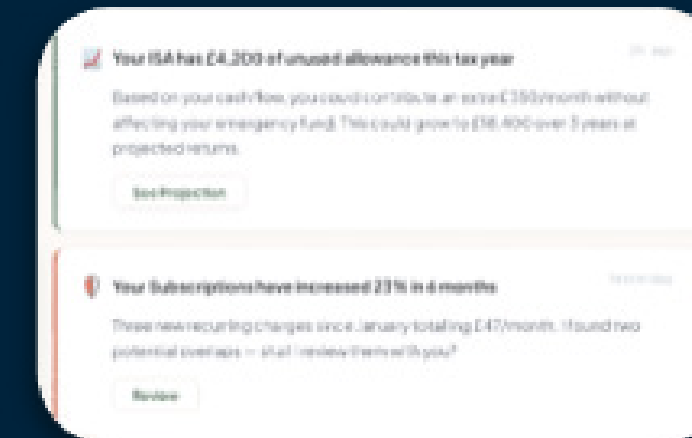 Your ISA has £4,200 of unused allowance this tax year
Based on your cash flow, you could contribute an extra £350/month without
affecting your emergency fund. This could grow to over 3 years at
projected returns.
See Projection
Your Subscriptions have increased 23% in 6 months
Yesterday
Three new recurring charges since January totalling £47/month. I found two
potential overlaps — shall I review them with you?
Review